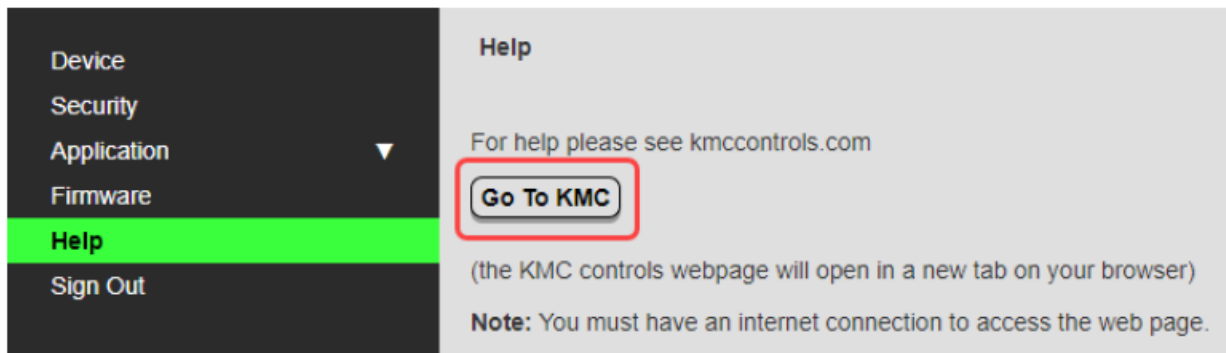 Device
Security
Application ▼
Firmware
Help
Sign Out
Help
For help please see kmccontrols.com
Go To KMC
(the KMC controls webpage will open in a new tab on your browser)
Note: You must have an internet connection to access the web page.